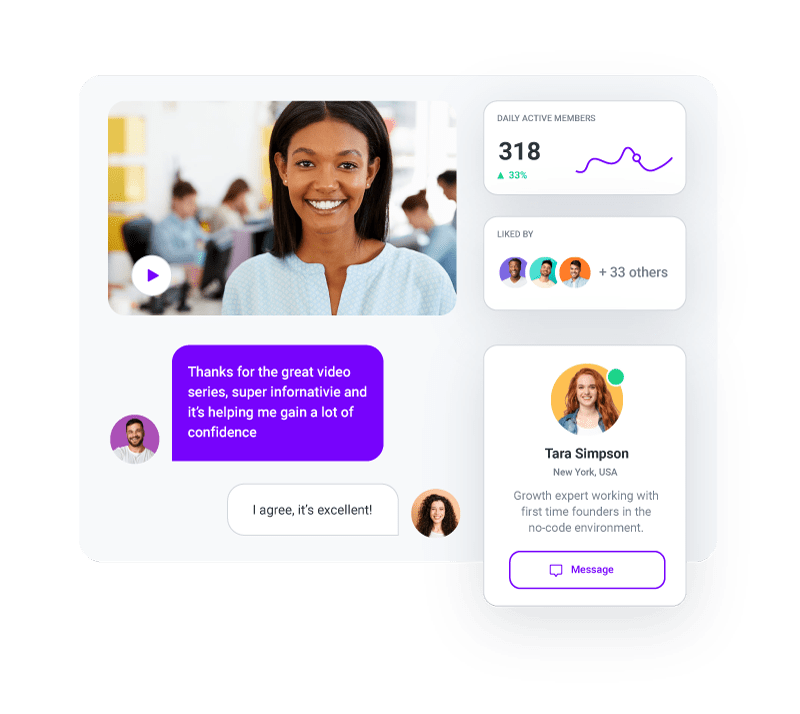 DAILY ACTIVE MEMBERS
318
▲ 33%
LIKED BY
+ 33 others
Thanks for the great video
series, super infornativie and
it's helping me gain a lot of
confidence
I agree, it's excellent!
Tara Simpson
New York, USA
Growth expert working with
first time founders in the
no-code environment.
Message